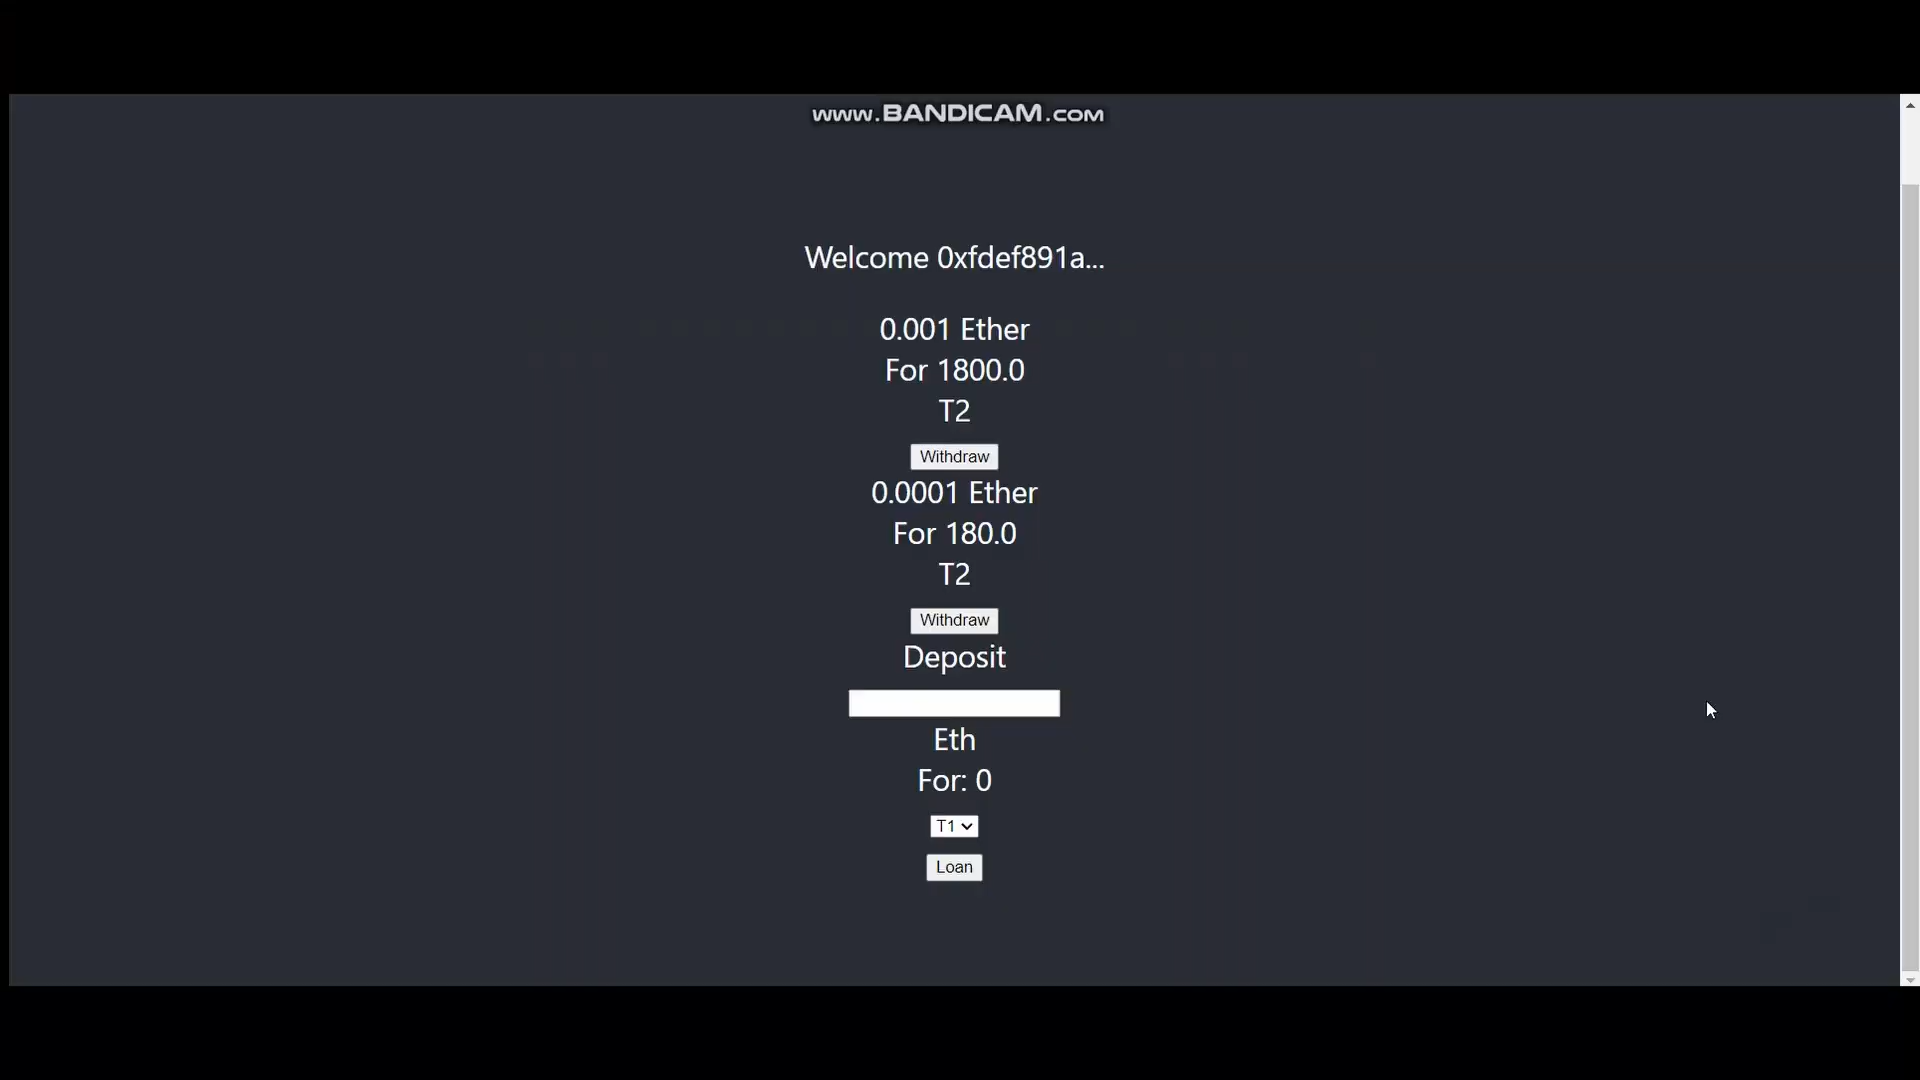 www.BANDICAM.com
Welcome 0xfdef891a...
0.001 Ether
For 1800.0
T2
Withdraw
0.0001 Ether
For 180.0
T2
Withdraw
Deposit
Eth
For: 0
T1
Loan